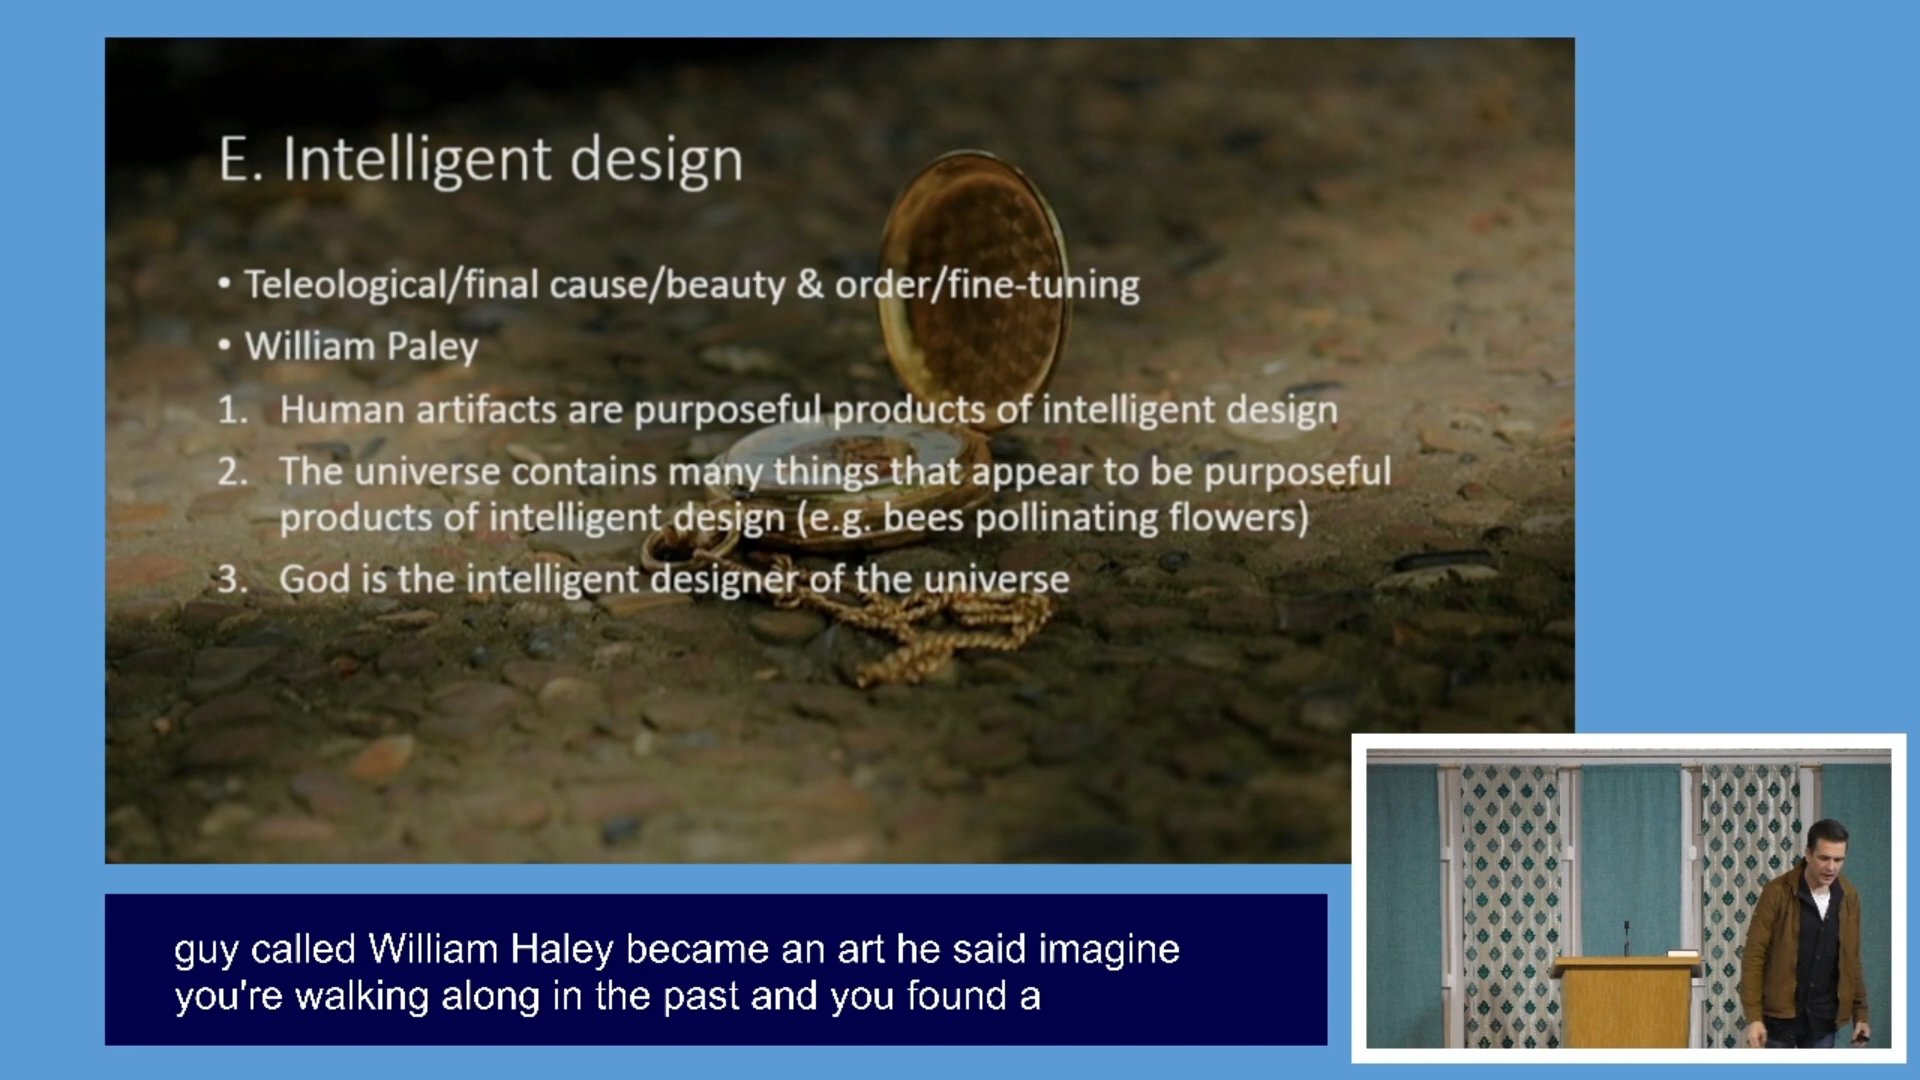 E. Intelligent design
• Teleological/final cause/beauty & order/fine-tuning
• William Paley
1. Human artifacts are purposeful products of intelligent design
2. The universe contains many things that appear to be purposeful
products of intelligent design (e.g. bees pollinating flowers)
3. God is the intelligent designer of the universe
guy called William Haley became an art he said imagine
you're walking along in the past and you found a